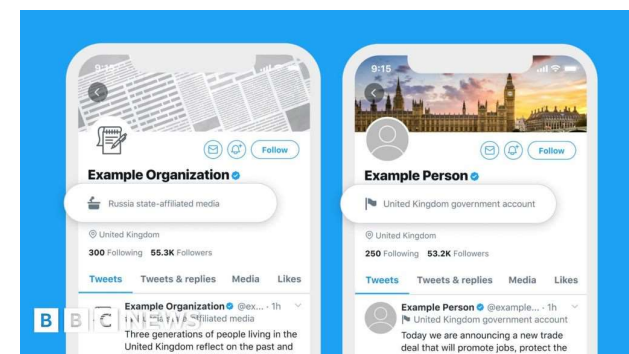 9:15
Follow
Example Organization
Russia state-affiliated media
United Kingdom
300 Following 55.3K Followers
Tweets Tweets & replies Media Likes
Example Organization @ex... · 1h
Three generations of people living in the
United Kingdom reflect on the past and
9:15
Follow
Example Person
United Kingdom government account
United Kingdom
250 Following 53.2K Followers
Tweets Tweets & replies Media Likes
Example Person @example... · 1h
United Kingdom government account
Today we are announcing a new trade
deal that will promote jobs, protect the
BBC NEWS